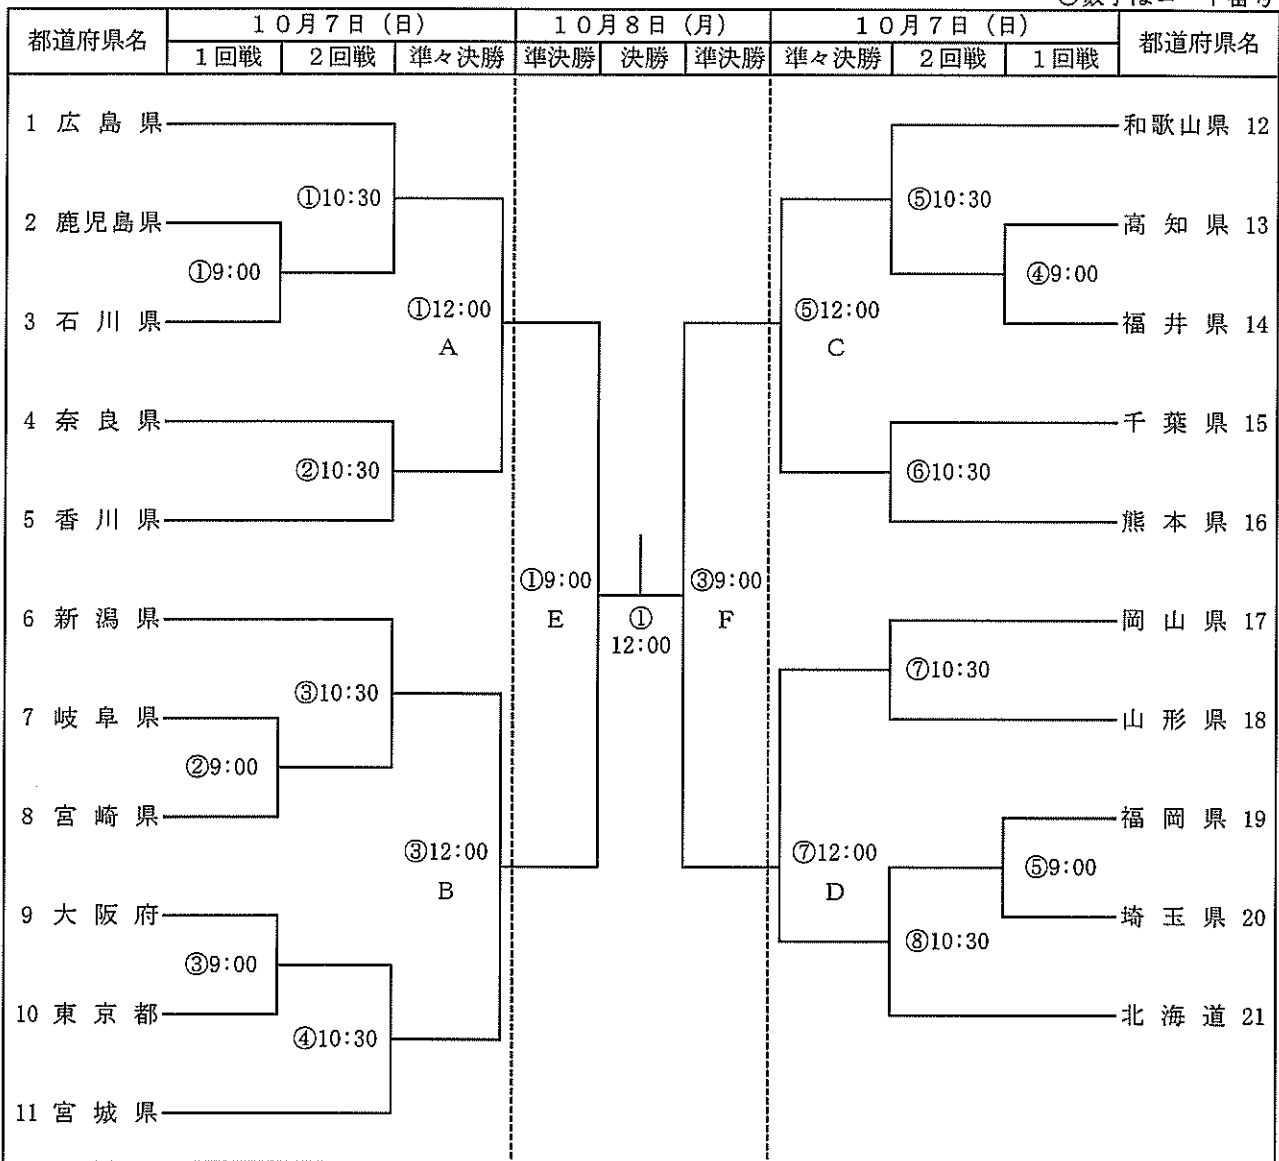 都道府県名 10月7日(日) 10月8日(月) 10月7日(日) 都道府県名
1回戦 2回戦 準々決勝 準決勝 決勝 準決勝 準々決勝 2回戦 1回戦
1 広島県
①10:30
2 鹿児島県
①9:00
3 石川県
①12:00
A
4 奈良県
②10:30
5 香川県
6 新潟県
③10:30
7 岐阜県
②9:00
8 宮崎県
③12:00
B
9 大阪府
③9:00
10 東京都
④10:30
11 宮城県
①9:00
E
①
12:00
③9:00
F
和歌山県 12
⑤10:30
高知県 13
④9:00
福井県 14
⑤12:00
C
千葉県 15
⑥10:30
熊本県 16
岡山県 17
⑦10:30
山形県 18
福岡県 19
⑤9:00
埼玉県 20
⑦12:00
D
⑧10:30
北海道 21